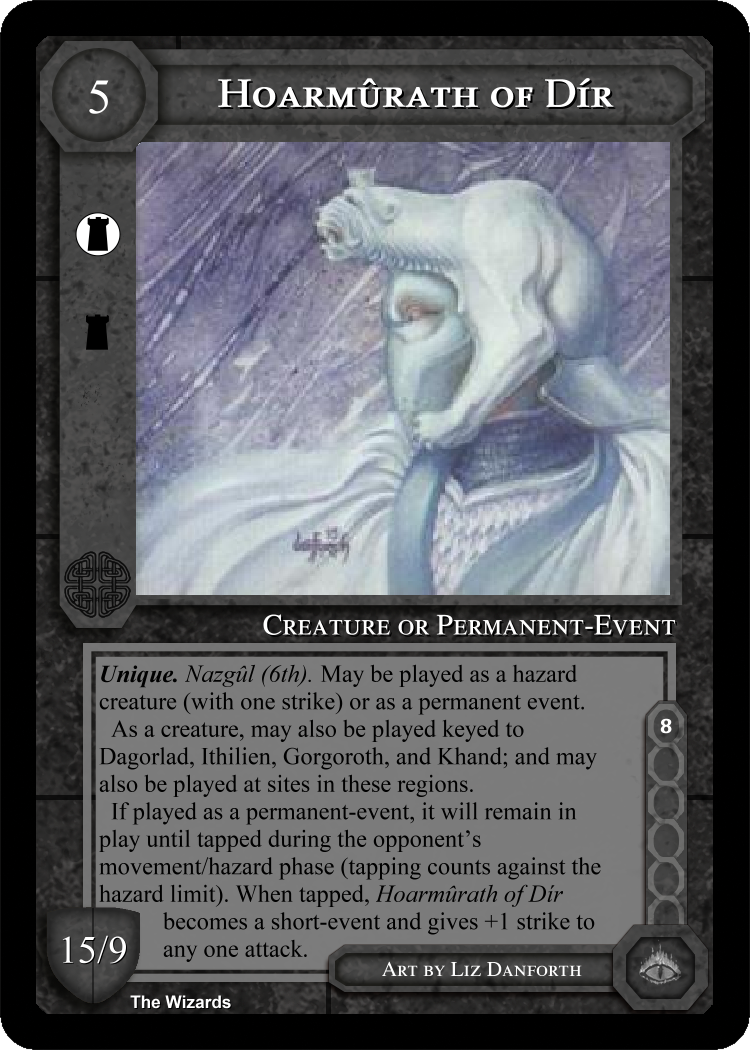 5
HOARMÛRATH OF DÍR
CREATURE OR PERMANENT-EVENT
Unique. Nazgûl (6th). May be played as a hazard
creature (with one strike) or as a permanent event.
As a creature, may also be played keyed to
Dagorlad, Ithilien, Gorgoroth, and Khand; and may
also be played at sites in these regions.
If played as a permanent-event, it will remain in
play until tapped during the opponent’s
movement/hazard phase (tapping counts against the
hazard limit). When tapped, Hoarmûrath of Dír
becomes a short-event and gives +1 strike to
any one attack.
8
15/9
ART BY LIZ DANFORTH
The Wizards